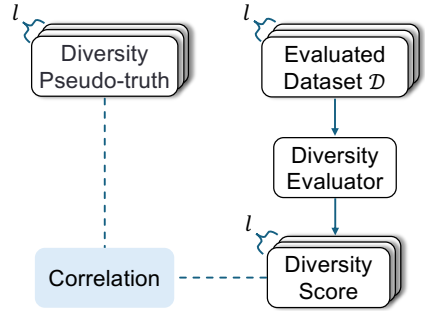 l
Diversity
Pseudo-truth
l
Evaluated
Dataset 𝒟
Diversity
Evaluator
l
Diversity
Score
Correlation